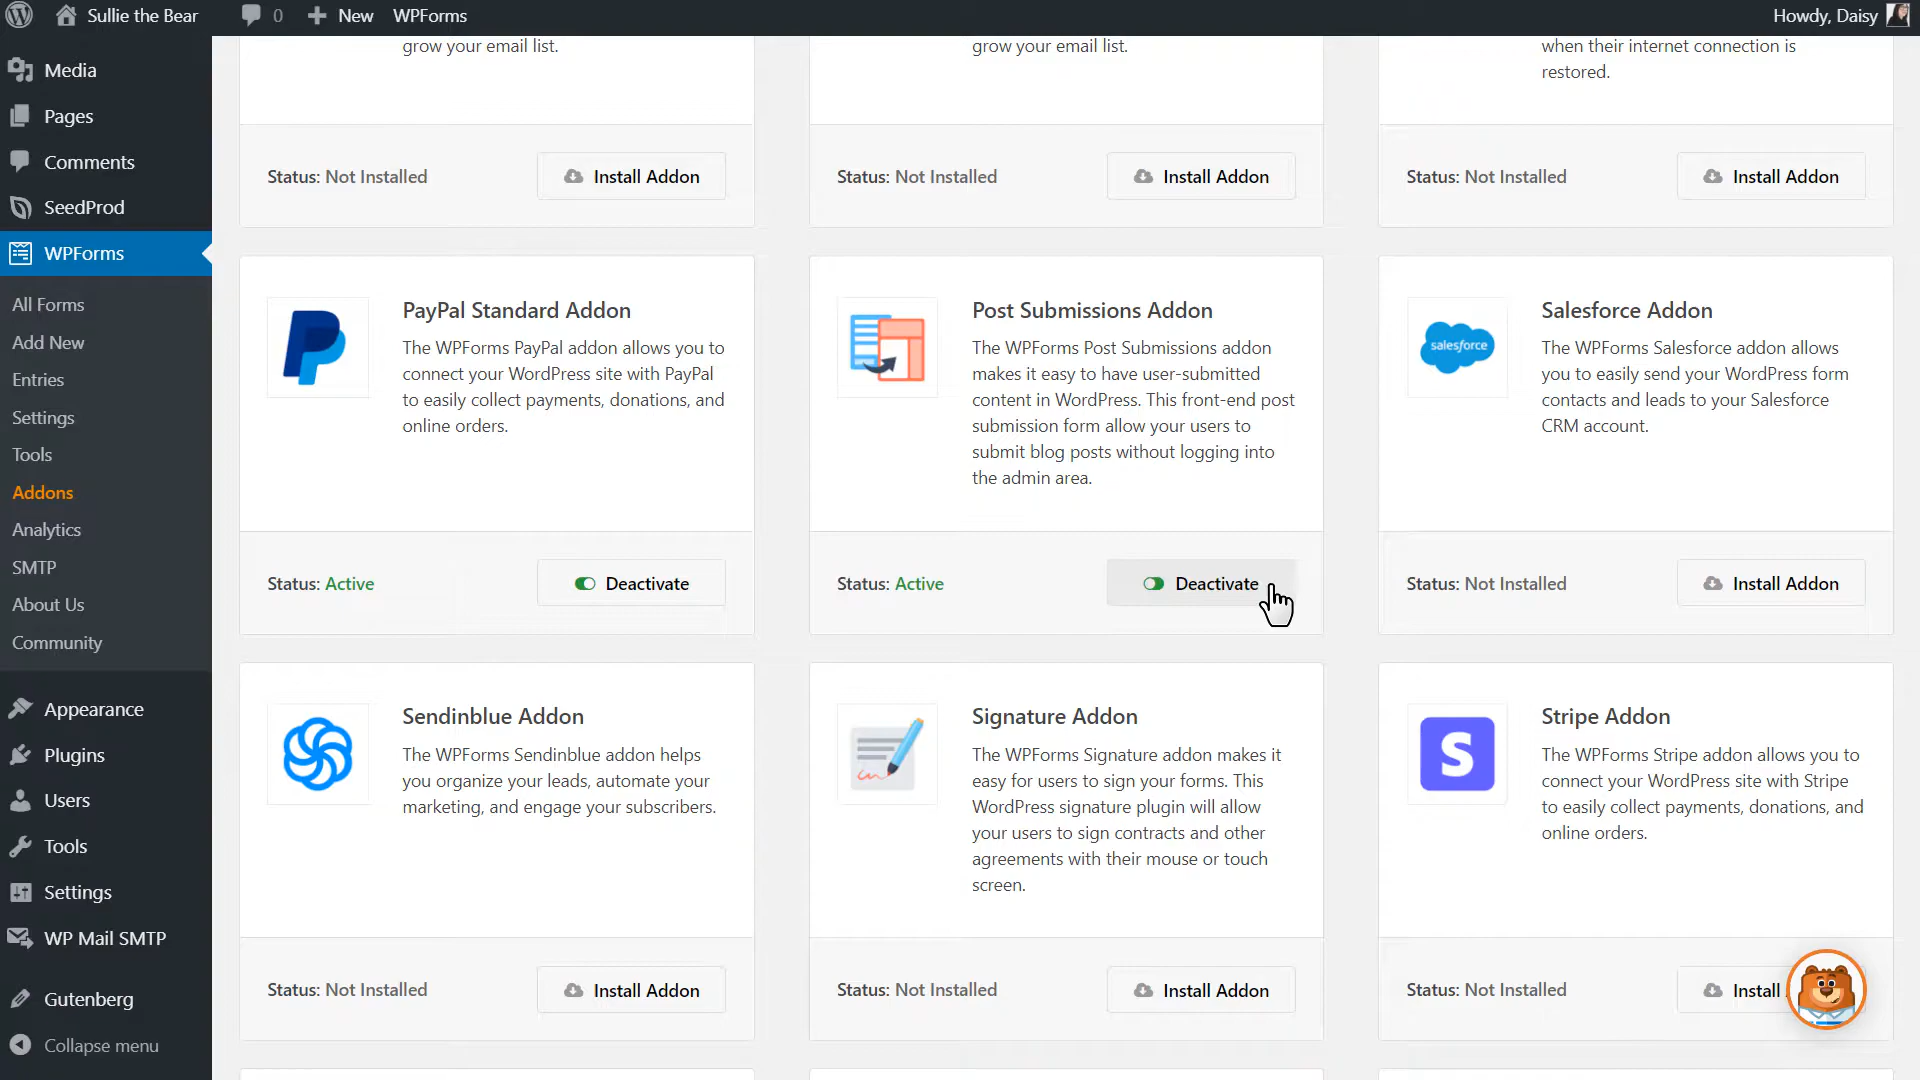 Sullie the Bear
0
New
WPForms
Howdy, Daisy
Media
Pages
Comments
SeedProd
WPForms
All Forms
Add New
Entries
Settings
Tools
Addons
Analytics
SMTP
About Us
Community
Appearance
Plugins
Users
Tools
Settings
WP Mail SMTP
Gutenberg
Collapse menu
grow your email list.
Status: Not Installed
Install Addon
grow your email list.
Status: Not Installed
Install Addon
when their internet connection is
restored.
Status: Not Installed
Install Addon
PayPal Standard Addon
The WPForms PayPal addon allows you to
connect your WordPress site with PayPal
to easily collect payments, donations, and
online orders.
Status: Active
Deactivate
Post Submissions Addon
The WPForms Post Submissions addon
makes it easy to have user-submitted
content in WordPress. This front-end post
submission form allow your users to
submit blog posts without logging into
the admin area.
Status: Active
Deactivate
Salesforce Addon
salesforce
The WPForms Salesforce addon allows
you to easily send your WordPress form
contacts and leads to your Salesforce
CRM account.
Status: Not Installed
Install Addon
Sendinblue Addon
The WPForms Sendinblue addon helps
you organize your leads, automate your
marketing, and engage your subscribers.
Status: Not Installed
Install Addon
Signature Addon
The WPForms Signature addon makes it
easy for users to sign your forms. This
WordPress signature plugin will allow
your users to sign contracts and other
agreements with their mouse or touch
screen.
Status: Not Installed
Install Addon
Stripe Addon
S
The WPForms Stripe addon allows you to
connect your WordPress site with Stripe
to easily collect payments, donations, and
online orders.
Status: Not Installed
Install